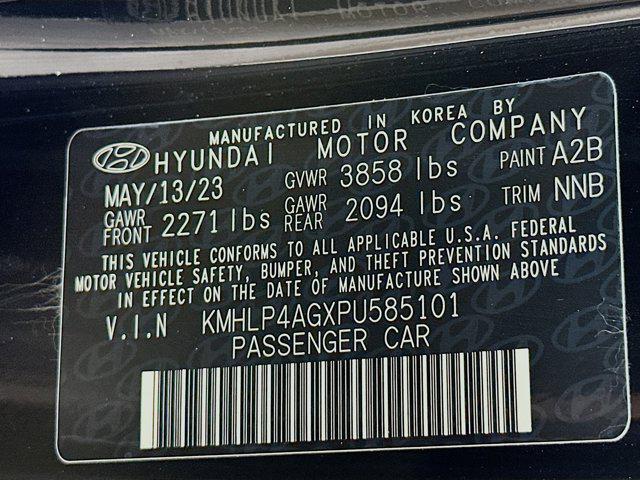 MANUFACTURED IN KOREA BY
HYUNDAI MOTOR COMPANY
MAY/13/23 GVWR 3858 lbs PAINT A2B
GAWR FRONT 2271 lbs GAWR REAR 2094 lbs TRIM NNB
THIS VEHICLE CONFORMS TO ALL APPLICABLE U.S.A. FEDERAL
MOTOR VEHICLE SAFETY, BUMPER, AND THEFT PREVENTION STANDARDS
IN EFFECT ON THE DATE OF MANUFACTURE SHOWN ABOVE
V.I.N KMHLP4AGXPU585101
PASSENGER CAR